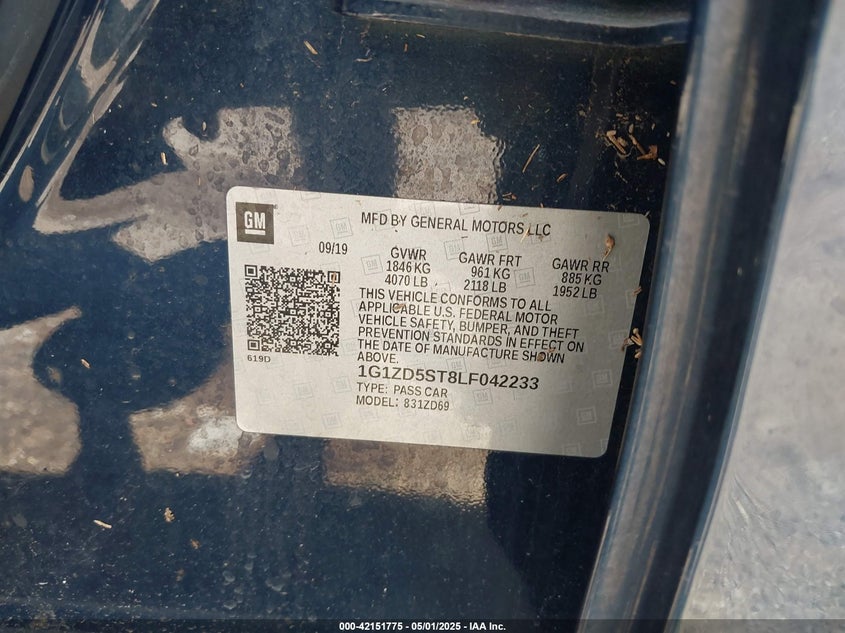 GM
MFD BY GENERAL MOTORS LLC
09/19
GVWR
1846 KG
4070 LB
GAWR FRT
961 KG
2118 LB
GAWR RR
885 KG
1952 LB
THIS VEHICLE CONFORMS TO ALL
APPLICABLE U.S. FEDERAL MOTOR
VEHICLE SAFETY, BUMPER, AND THEFT
PREVENTION STANDARDS IN EFFECT ON
THE DATE OF MANUFACTURE SHOWN
ABOVE.
619D
1G1ZD5ST8LF042233
TYPE: PASS CAR
MODEL: 831ZD69
000-42151775 - 05/01/2025 - IAA Inc.